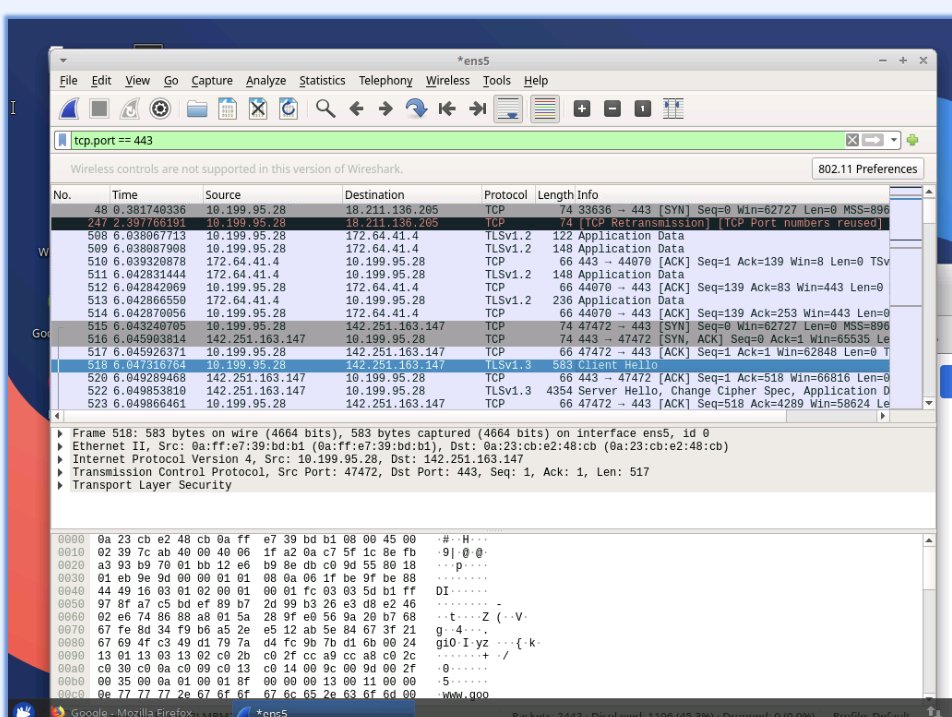 *ens5
File Edit View Go Capture Analyze Statistics Telephony Wireless Tools Help
tcp.port == 443
Wireless controls are not supported in this version of Wireshark. 802.11 Preferences
No. Time Source Destination Protocol Length Info
48 0.381740336 10.199.95.28 18.211.136.205 TCP 74 33636 → 443 [SYN] Seq=0 Win=62727 Len=0 MSS=896
247 2.397766191 10.199.95.28 18.211.136.205 TCP 74 [TCP Retransmission] [TCP Port numbers reused]
508 6.038067713 10.199.95.28 172.64.41.4 TLSv1.2 122 Application Data
509 6.038087908 10.199.95.28 172.64.41.4 TLSv1.2 148 Application Data
510 6.039320878 172.64.41.4 10.199.95.28 TCP 66 443 → 44070 [ACK] Seq=1 Ack=139 Win=8 Len=0 TSv
511 6.042831444 172.64.41.4 10.199.95.28 TLSv1.2 148 Application Data
512 6.042842069 10.199.95.28 172.64.41.4 TCP 66 44070 → 443 [ACK] Seq=139 Ack=83 Win=443 Len=0
513 6.042866550 172.64.41.4 10.199.95.28 TLSv1.2 236 Application Data
514 6.042870056 10.199.95.28 172.64.41.4 TCP 66 44070 → 443 [ACK] Seq=139 Ack=253 Win=443 Len=0
515 6.043240705 10.199.95.28 142.251.163.147 TCP 74 47472 → 443 [SYN] Seq=0 Win=62727 Len=0 MSS=896
516 6.045903814 142.251.163.147 10.199.95.28 TCP 74 443 → 47472 [SYN, ACK] Seq=0 Ack=1 Win=65535 Le
517 6.045926371 10.199.95.28 142.251.163.147 TCP 66 47472 → 443 [ACK] Seq=1 Ack=1 Win=62848 Len=0 T
518 6.047316764 10.199.95.28 142.251.163.147 TLSv1.3 583 Client Hello
520 6.049289468 142.251.163.147 10.199.95.28 TCP 66 443 → 47472 [ACK] Seq=1 Ack=518 Win=66816 Len=0
522 6.049853810 142.251.163.147 10.199.95.28 TLSv1.3 4354 Server Hello, Change Cipher Spec, Application D
523 6.049866461 10.199.95.28 142.251.163.147 TCP 66 47472 → 443 [ACK] Seq=518 Ack=4289 Win=58624 Le
Frame 518: 583 bytes on wire (4664 bits), 583 bytes captured (4664 bits) on interface ens5, id 0
Ethernet II, Src: 0a:ff:e7:39:bd:b1 (0a:ff:e7:39:bd:b1), Dst: 0a:23:cb:e2:48:cb (0a:23:cb:e2:48:cb)
Internet Protocol Version 4, Src: 10.199.95.28, Dst: 142.251.163.147
Transmission Control Protocol, Src Port: 47472, Dst Port: 443, Seq: 1, Ack: 1, Len: 517
Transport Layer Security
0000 0a 23 cb e2 48 cb 0a ff e7 39 bd b1 08 00 45 00 ·#··H···
0010 02 39 7c ab 40 00 40 06 1f a2 0a c7 5f 1c 8e fb ·9|·@·@·
0020 a3 93 b9 70 01 bb 12 e6 b9 8e db c0 9d 55 80 18 ···p····
0030 01 eb 9e 9d 00 00 01 01 08 0a 06 1f be 9f be 88 ········
0040 44 49 16 03 01 02 00 01 00 01 fc 03 03 5d b1 ff DI······
0050 97 8f a7 c5 bd ef 89 b7 2d 99 b3 26 e3 d8 e2 46 ········ -
0060 02 e6 74 86 88 a8 01 5a 28 9f e0 56 9a 20 b7 68 ··t····Z (··V·
0070 67 fe 8d 34 f9 b6 a5 2e e5 12 ab 5e 84 67 3f 21 g··4···.
0080 67 69 4f c3 49 d1 79 7a d4 fc 9b 7b d1 6b 00 24 giO·I·yz ···{·k·
0090 13 01 13 03 13 02 c0 2b c0 2f cc a9 cc a8 c0 2c ·······+ ·/
00a0 c0 30 c0 0a c0 09 c0 13 c0 14 00 9c 00 9d 00 2f ·0······
00b0 00 35 00 0a 01 00 01 8f 00 00 00 13 00 11 00 00 ·5······
00c0 0e 77 77 77 2e 67 6f 6f 67 6c 65 2e 63 6f 6d 00 ·www.goo
Google - Mozilla Firefox
*ens5